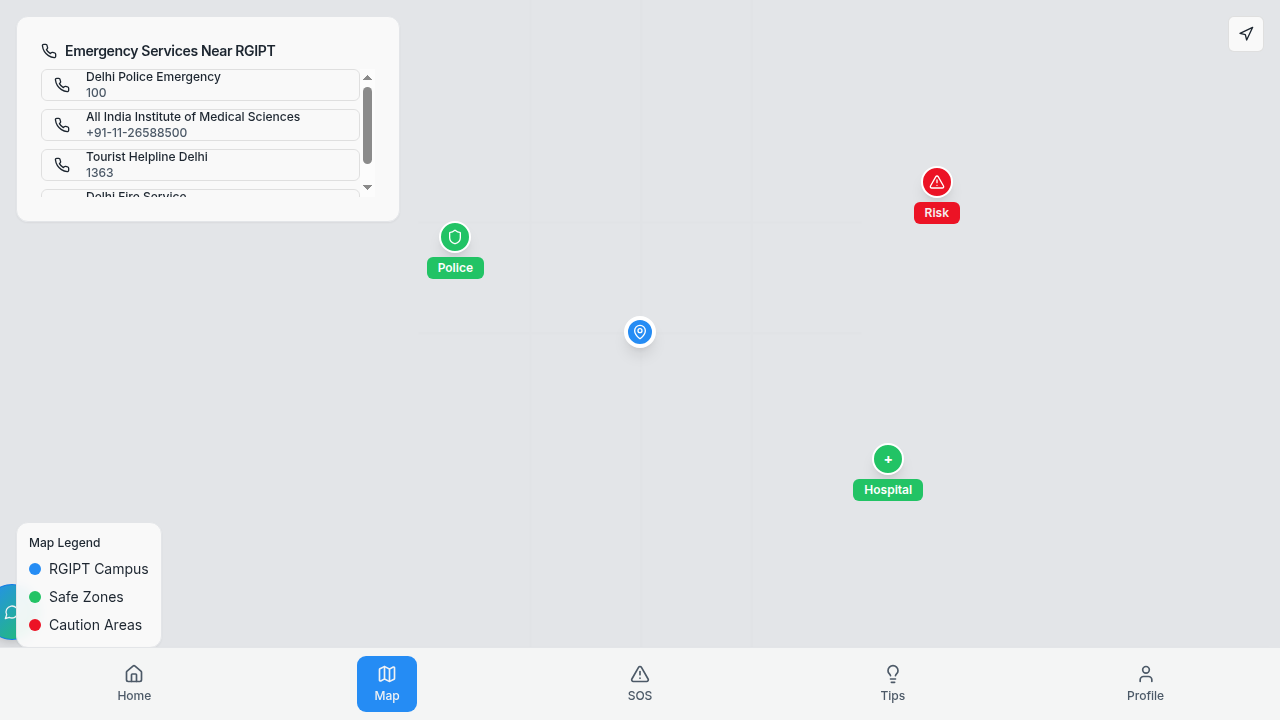 Emergency Services Near RGIPT
Delhi Police Emergency
100
All India Institute of Medical Sciences
+91-11-26588500
Tourist Helpline Delhi
1363
Delhi Fire Service
Risk
Police
+
Hospital
Map Legend
RGIPT Campus
Safe Zones
Caution Areas
Home
Map
SOS
Tips
Profile